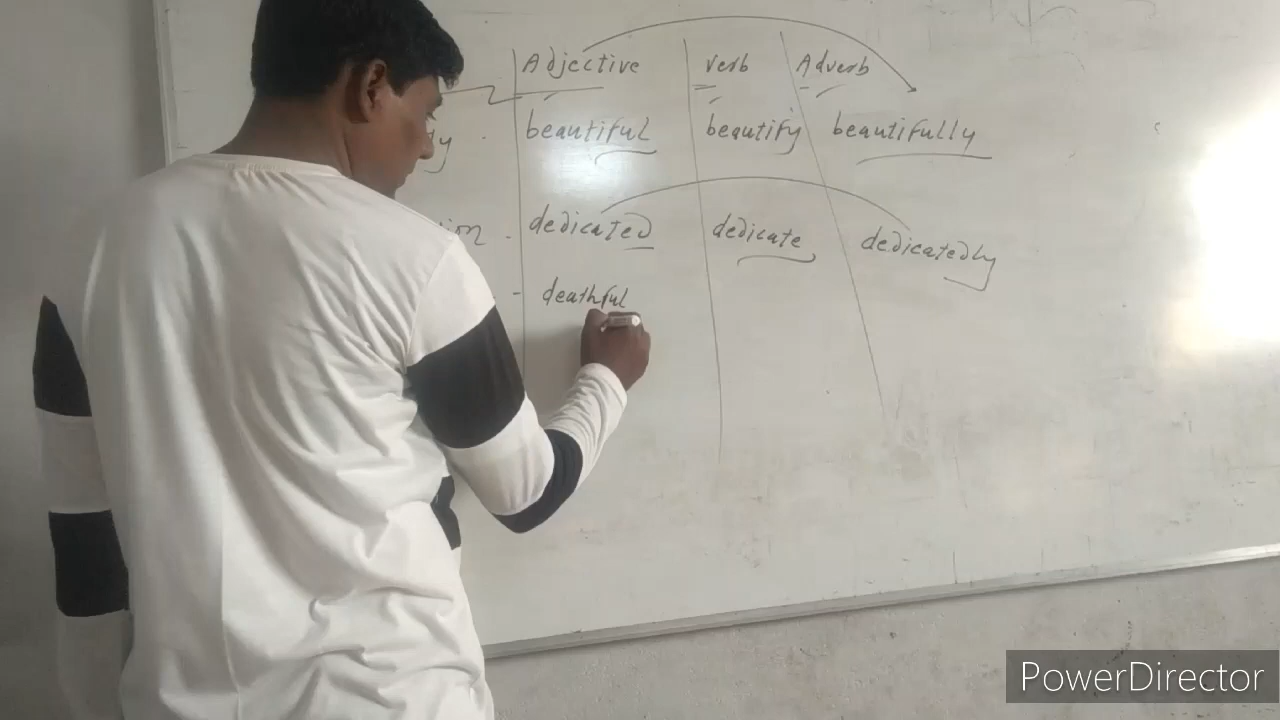 Adjective verb Adverb
beautiful beautify beautifully
dedicated dedicate dedicatedly
deathful
PowerDirector